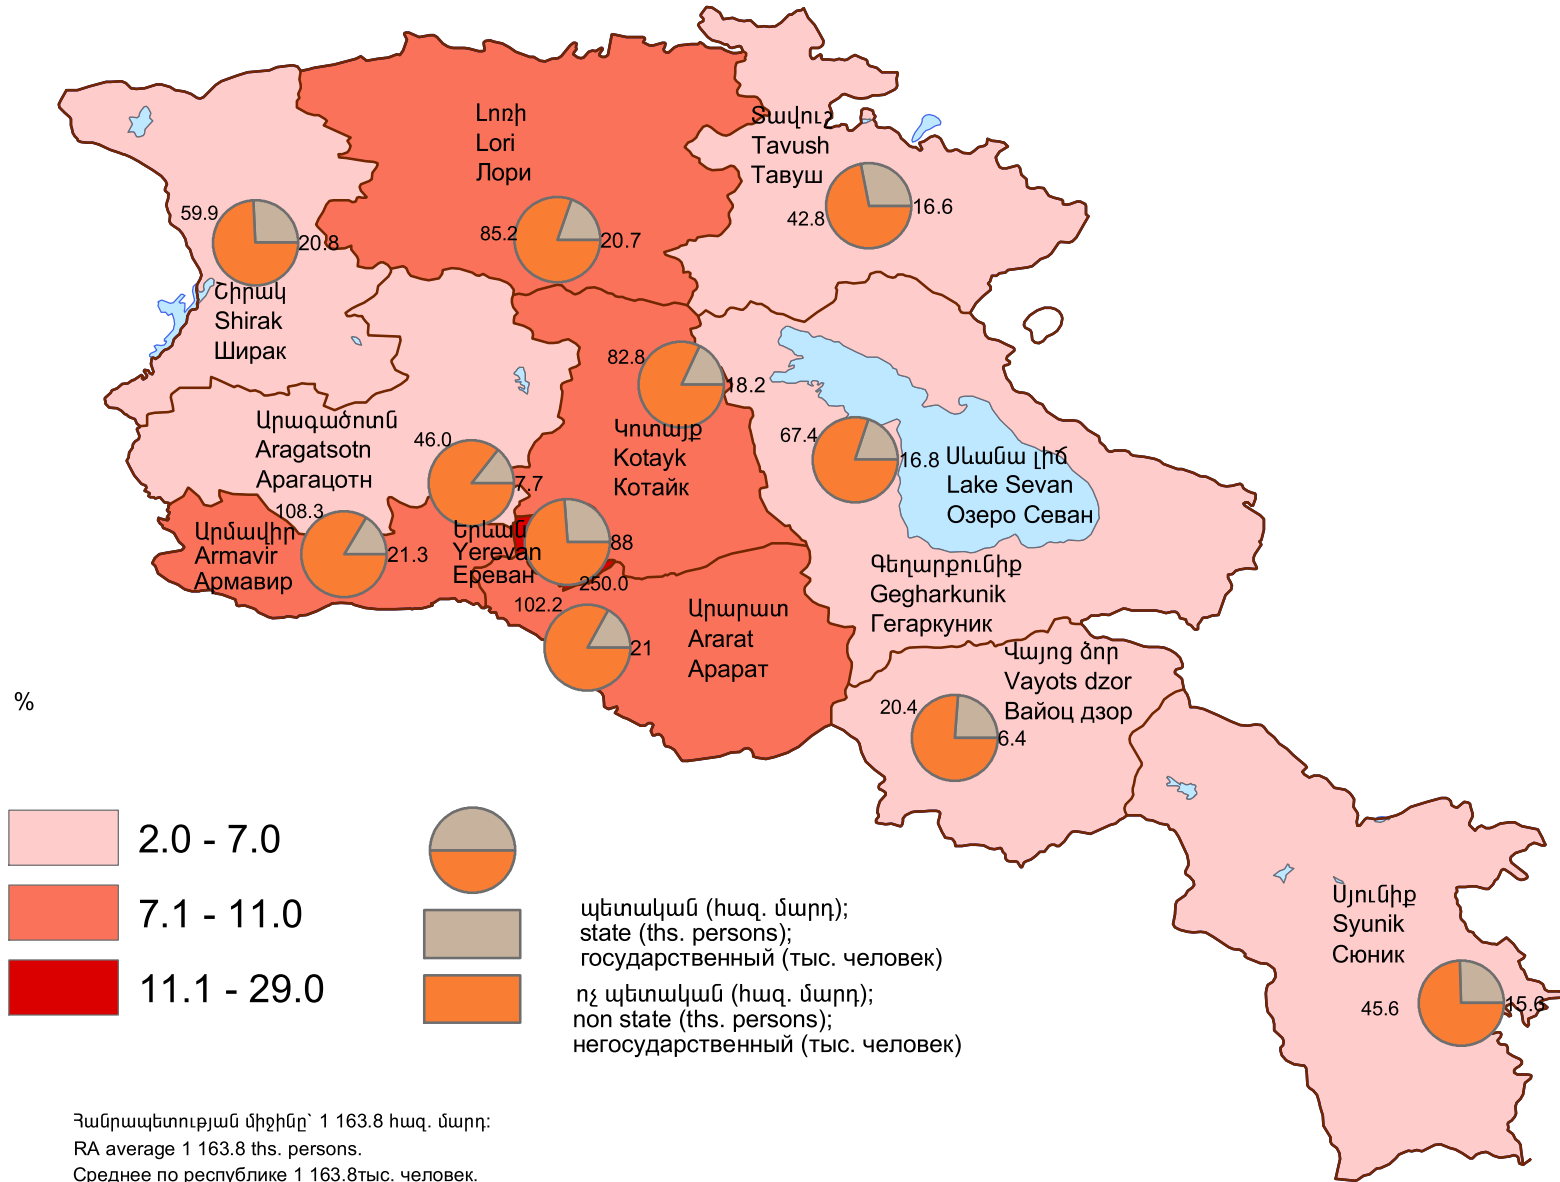 Լոռի
Lori
Лори
85.2
20.7
Տավուշ
Tavush
Тавуш
42.8
16.6
59.9
20.8
Շիրակ
Shirak
Ширак
82.8
18.2
Կոտայք
Kotayk
Котайк
Արագածոտն
Aragatsotn
Арагацотн
46.0
7.7
67.4
16.8
Սևանա լիճ
Lake Sevan
Озеро Севан
Գեղարքունիք
Gegharkunik
Гегаркуник
108.3
21.3
Արմավիր
Armavir
Армавир
Երևան
Yerevan
Ереван
88
250.0
102.2
21
Արարատ
Ararat
Арарат
Վայոց ձոր
Vayots dzor
Вайоц дзор
20.4
6.4
Սյունիք
Syunik
Сюник
45.6
15.6
%
2.0 - 7.0
7.1 - 11.0
11.1 - 29.0
պետական (հազ. մարդ);
state (ths. persons);
государственный (тыс. человек)
ոչ պետական (հազ. մարդ);
non state (ths. persons);
негосударственный (тыс. человек)
Հանրապետության միջինը` 1 163.8 հազ. մարդ:
RA average 1 163.8 ths. persons.
Среднее по республике 1 163.8тыс. человек.